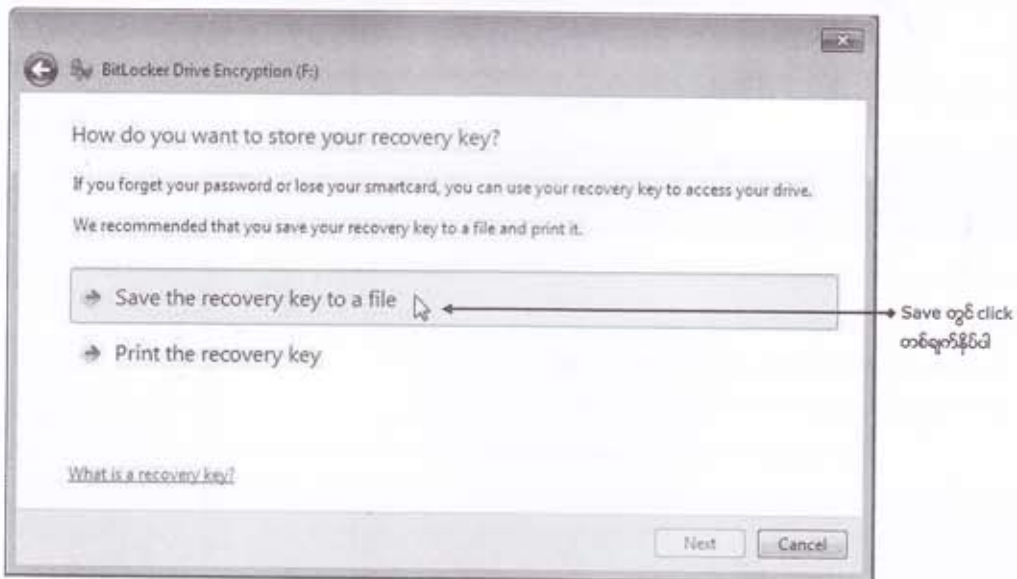 BitLocker Drive Encryption (F:)
How do you want to store your recovery key?
If you forget your password or lose your smartcard, you can use your recovery key to access your drive.
We recommended that you save your recovery key to a file and print it.
Save the recovery key to a file
Print the recovery key
What is a recovery key?
Next
Cancel
Save တွင် click
တစ်ချက်နှိပ်ပါ